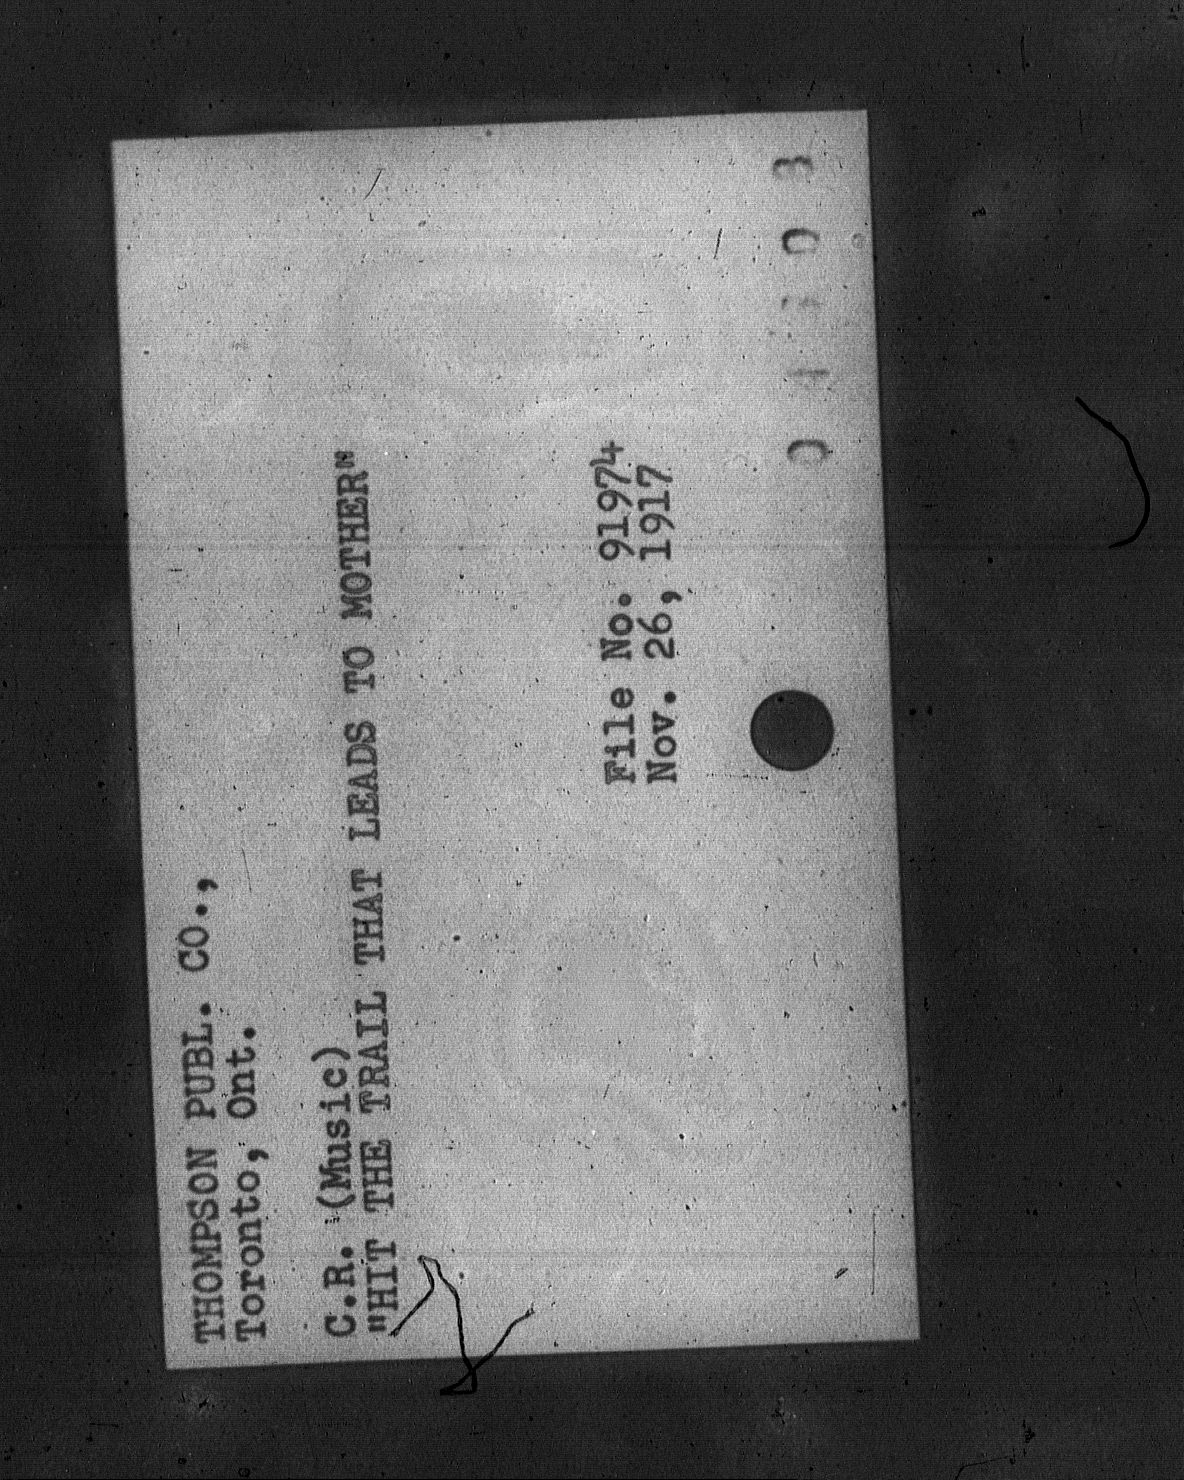 THOMPSON PUBL. CO.,
Toronto, Ont.
C.R. (Music)
"HIT THE TRAIL THAT LEADS TO MOTHER"
File No. 91974
Nov. 26, 1917